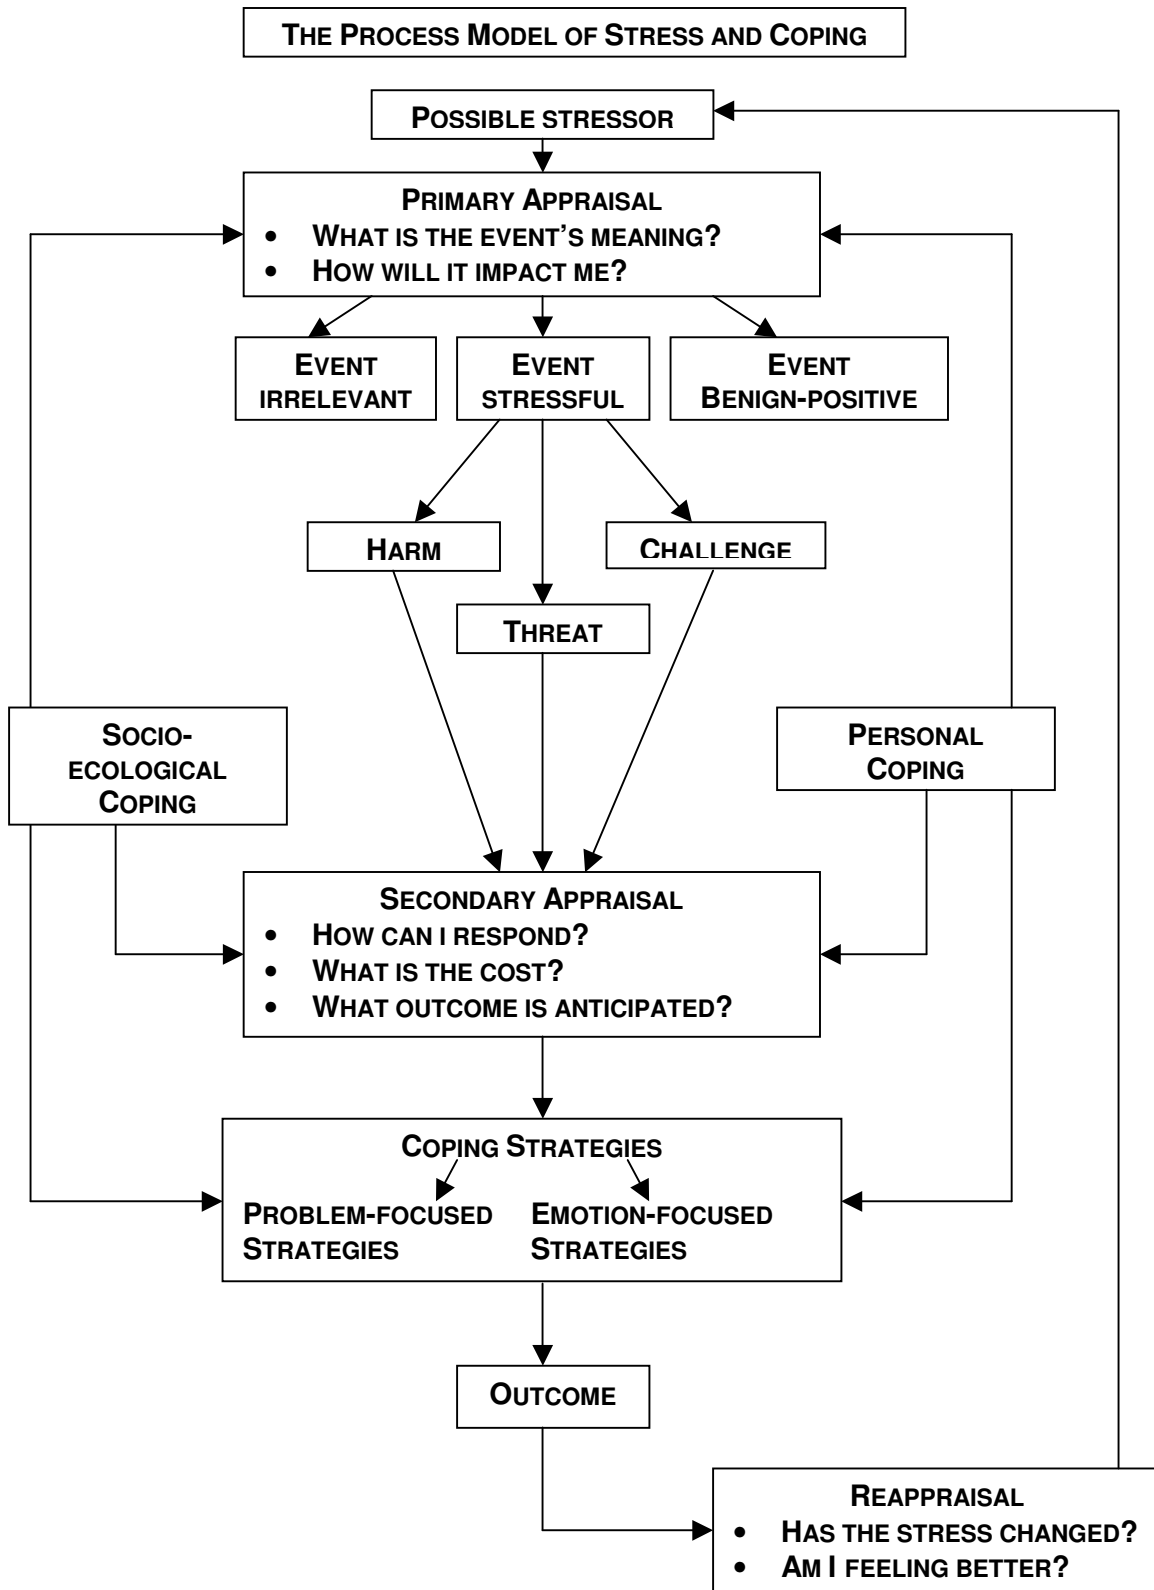 THE PROCESS MODEL OF STRESS AND COPING
POSSIBLE STRESSOR
PRIMARY APPRAISAL
• WHAT IS THE EVENT'S MEANING?
• HOW WILL IT IMPACT ME?
EVENT
IRRELEVANT
EVENT
STRESSFUL
EVENT
BENIGN-POSITIVE
HARM
CHALLENGE
THREAT
SOCIO-
ECOLOGICAL
COPING
PERSONAL
COPING
SECONDARY APPRAISAL
• HOW CAN I RESPOND?
• WHAT IS THE COST?
• WHAT OUTCOME IS ANTICIPATED?
COPING STRATEGIES
PROBLEM-FOCUSED
STRATEGIES
EMOTION-FOCUSED
STRATEGIES
OUTCOME
REAPPRAISAL
• HAS THE STRESS CHANGED?
• AM I FEELING BETTER?